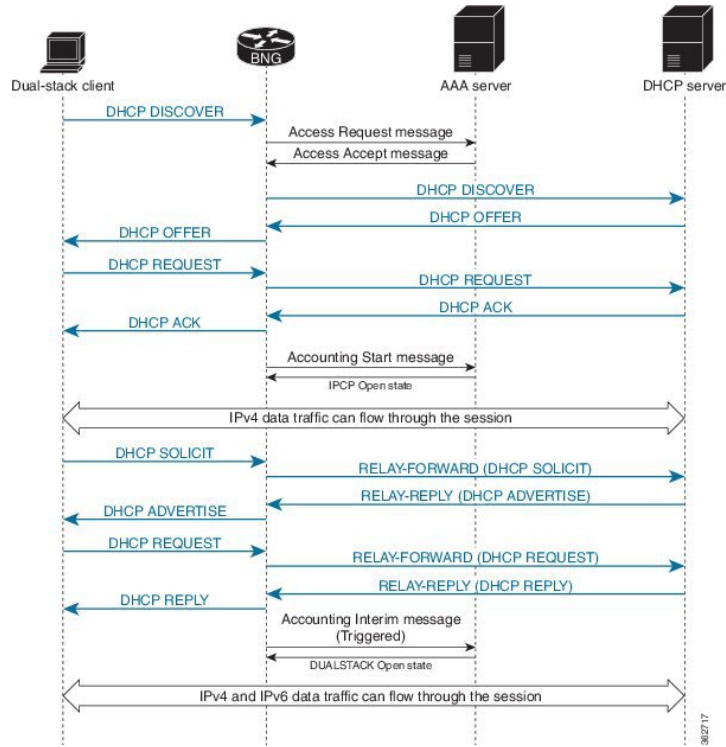 BNG
Dual-stack client
AAA server
DHCP server
DHCP DISCOVER
Access Request message
Access Accept message
DHCP DISCOVER
DHCP OFFER
DHCP OFFER
DHCP REQUEST
DHCP REQUEST
DHCP ACK
DHCP ACK
Accounting Start message
IPCP Open state
IPv4 data traffic can flow through the session
DHCP SOLICIT
RELAY-FORWARD (DHCP SOLICIT)
RELAY-REPLY (DHCP ADVERTISE)
DHCP ADVERTISE
DHCP REQUEST
RELAY-FORWARD (DHCP REQUEST)
RELAY-REPLY (DHCP REPLY)
DHCP REPLY
Accounting Interim message
(Triggered)
DUALSTACK Open state
IPv4 and IPv6 data traffic can flow through the session
362717